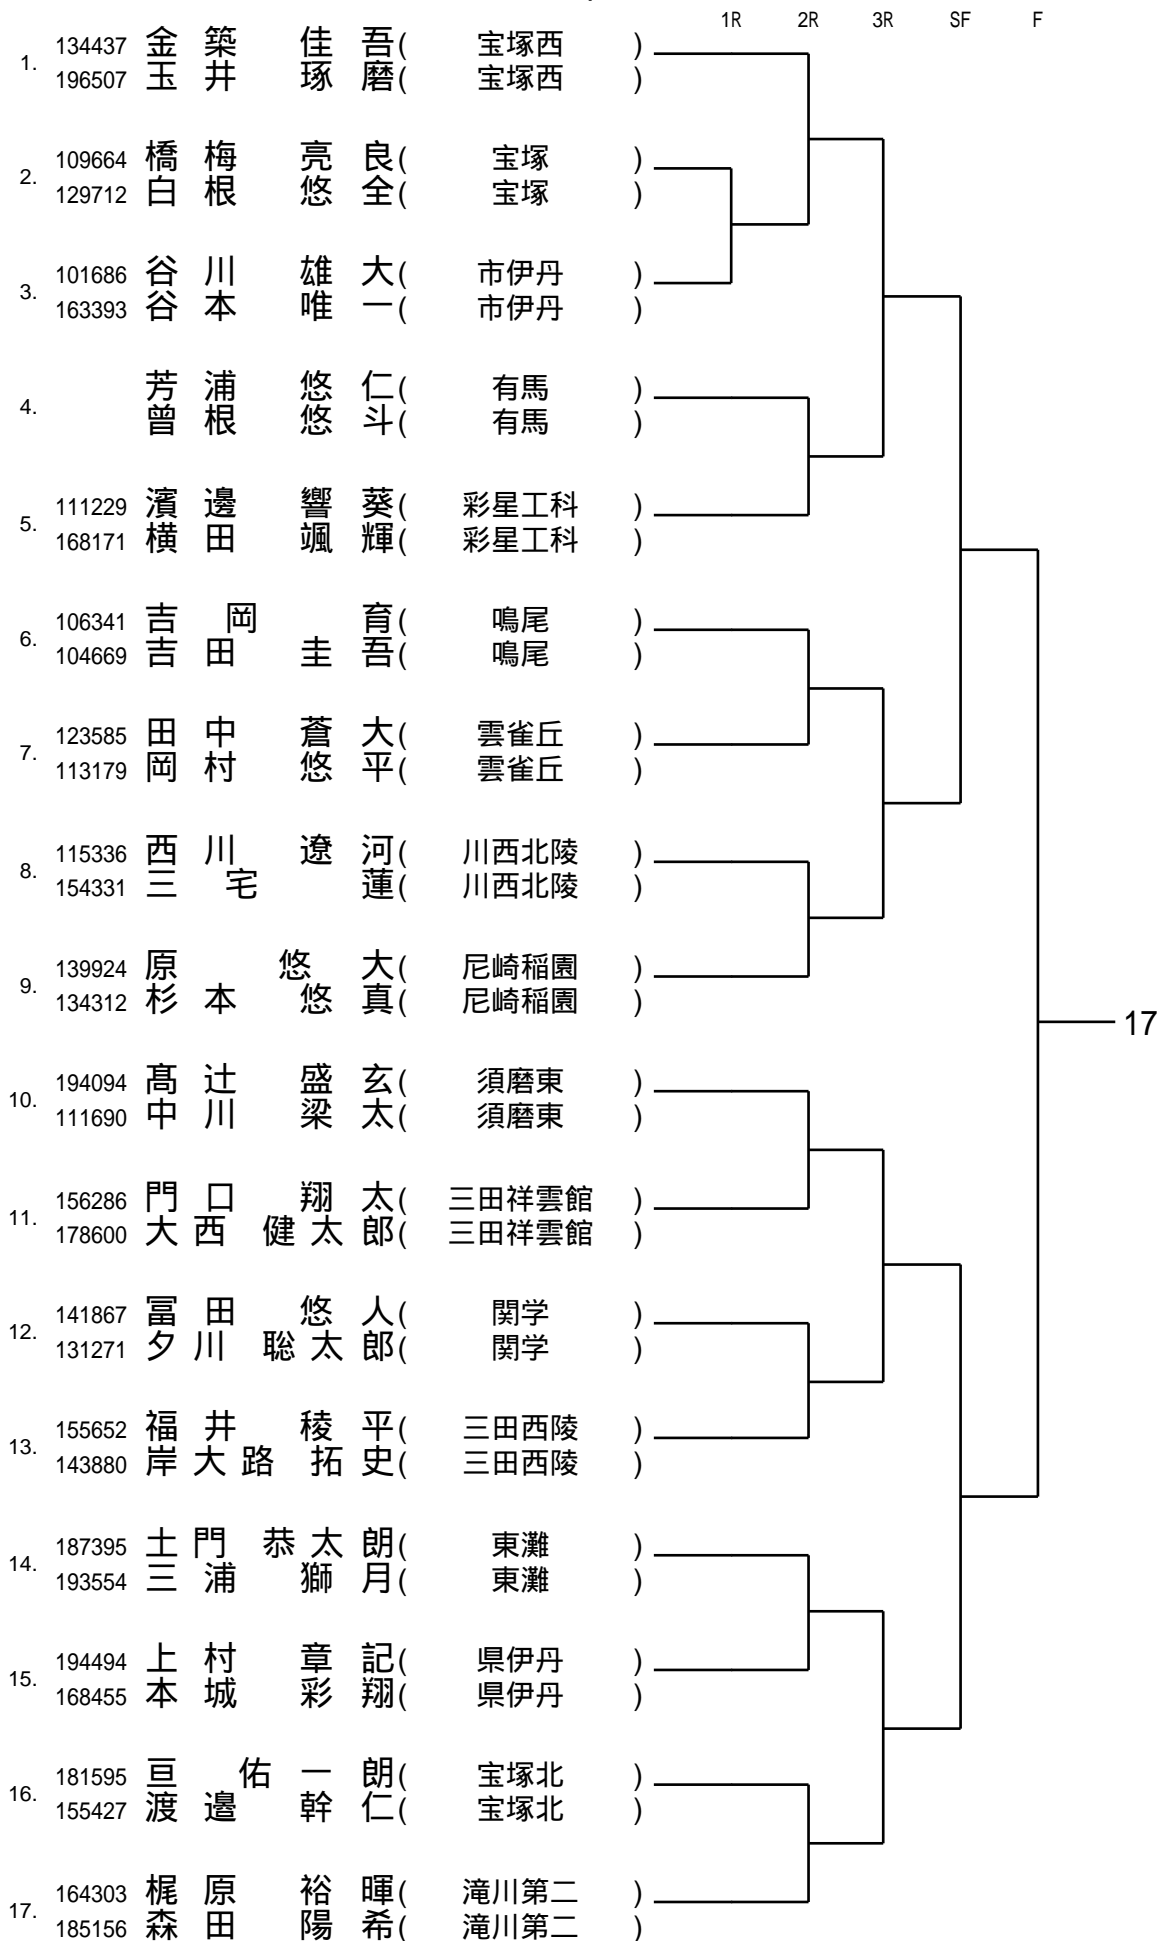 1R 2R 3R SF F
1. 134437 金築 佳吾( 宝塚西 )
196507 玉井 琢磨( 宝塚西 )
2. 109664 橋梅 亮良( 宝塚 )
129712 白根 悠全( 宝塚 )
3. 101686 谷川 雄大( 市伊丹 )
163393 谷本 唯一( 市伊丹 )
4. 芳浦 悠仁( 有馬 )
曽根 悠斗( 有馬 )
5. 111229 濱邊 響葵( 彩星工科 )
168171 横田 颯輝( 彩星工科 )
6. 106341 吉岡 育( 鳴尾 )
104669 吉田 圭吾( 鳴尾 )
7. 123585 田中 蒼大( 雲雀丘 )
113179 岡村 悠平( 雲雀丘 )
8. 115336 西川 遼河( 川西北陵 )
154331 三宅 蓮( 川西北陵 )
9. 139924 原 悠大( 尼崎稲園 )
134312 杉本 悠真( 尼崎稲園 )
17
10. 194094 髙辻 盛玄( 須磨東 )
111690 中川 梁太( 須磨東 )
11. 156286 門口 翔太( 三田祥雲館 )
178600 大西 健太郎( 三田祥雲館 )
12. 141867 冨田 悠人( 関学 )
131271 夕川 聡太郎( 関学 )
13. 155652 福井 稜平( 三田西陵 )
143880 岸大路 拓史( 三田西陵 )
14. 187395 土門 恭太朗( 東灘 )
193554 三浦 獅月( 東灘 )
15. 194494 上村 章記( 県伊丹 )
168455 本城 彩翔( 県伊丹 )
16. 181595 亘 佑一朗( 宝塚北 )
155427 渡邉 幹仁( 宝塚北 )
17. 164303 梶原 裕暉( 滝川第二 )
185156 森田 陽希( 滝川第二 )